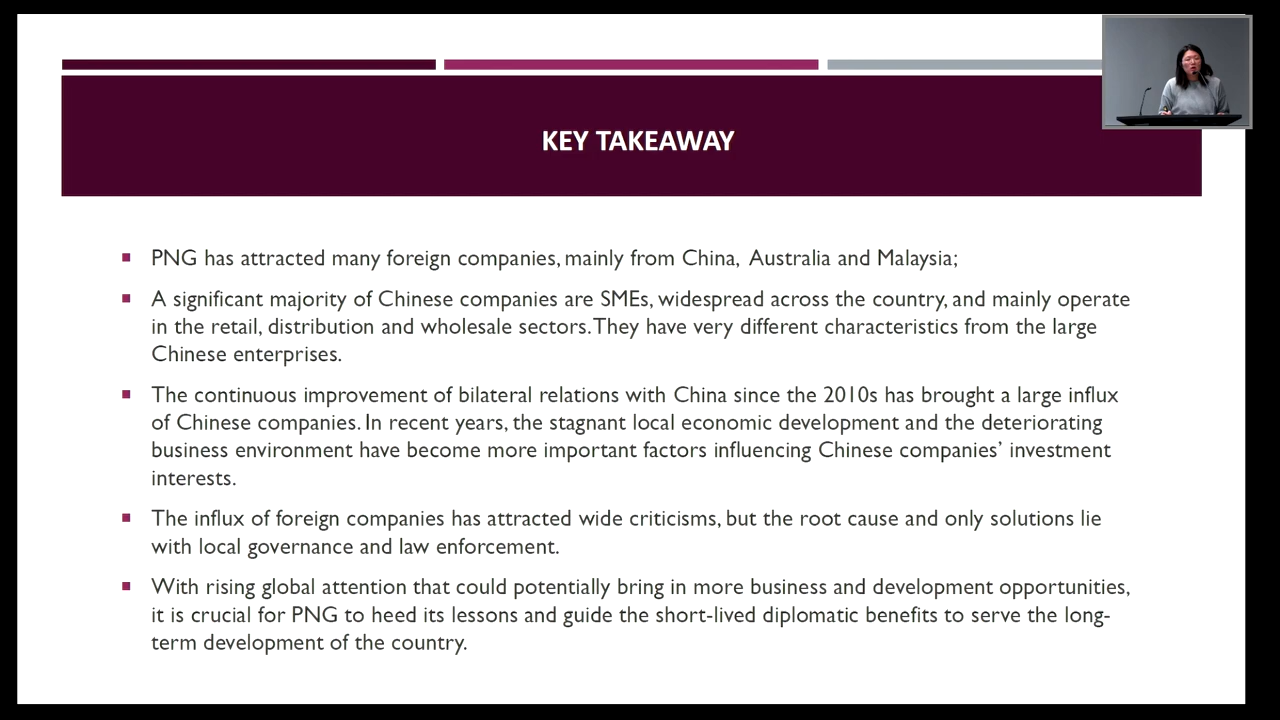 KEY TAKEAWAY
PNG has attracted many foreign companies, mainly from China, Australia and Malaysia;
A significant majority of Chinese companies are SMEs, widespread across the country, and mainly operate
in the retail, distribution and wholesale sectors. They have very different characteristics from the large
Chinese enterprises.
The continuous improvement of bilateral relations with China since the 2010s has brought a large influx
of Chinese companies. In recent years, the stagnant local economic development and the deteriorating
business environment have become more important factors influencing Chinese companies’ investment
interests.
The influx of foreign companies has attracted wide criticisms, but the root cause and only solutions lie
with local governance and law enforcement.
With rising global attention that could potentially bring in more business and development opportunities,
it is crucial for PNG to heed its lessons and guide the short-lived diplomatic benefits to serve the long-
term development of the country.